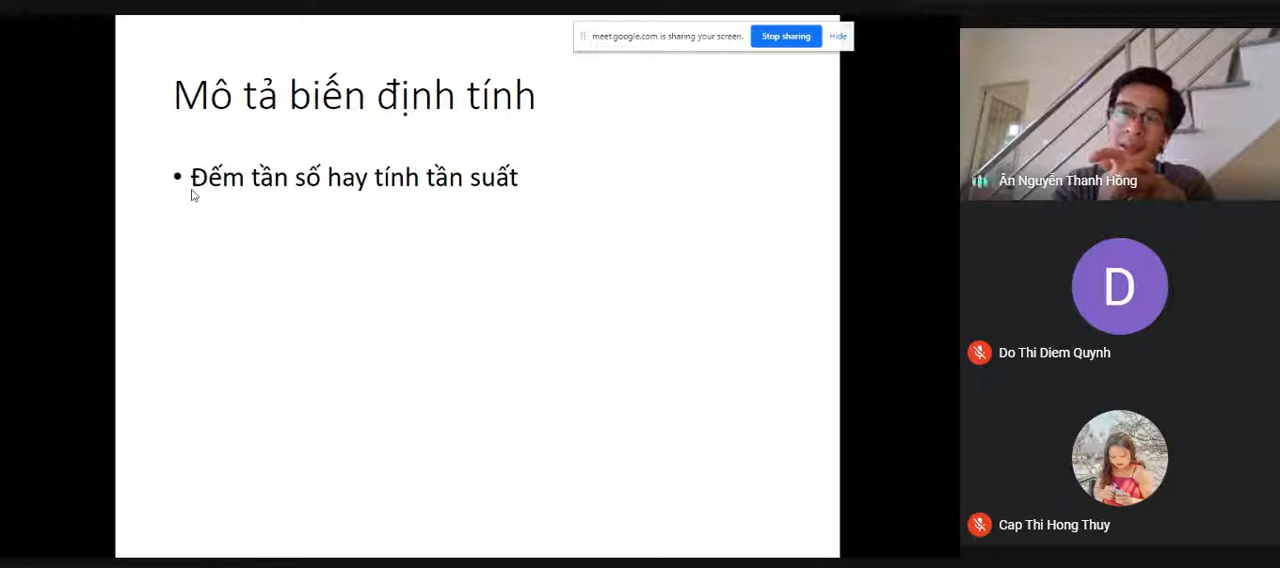 meet.google.com is sharing your screen. Stop sharing Hide
Mô tả biến định tính
• Đếm tần số hay tính tần suất
Ân Nguyễn Thanh Hồng
D
Do Thi Diem Quynh
Cap Thi Hong Thuy